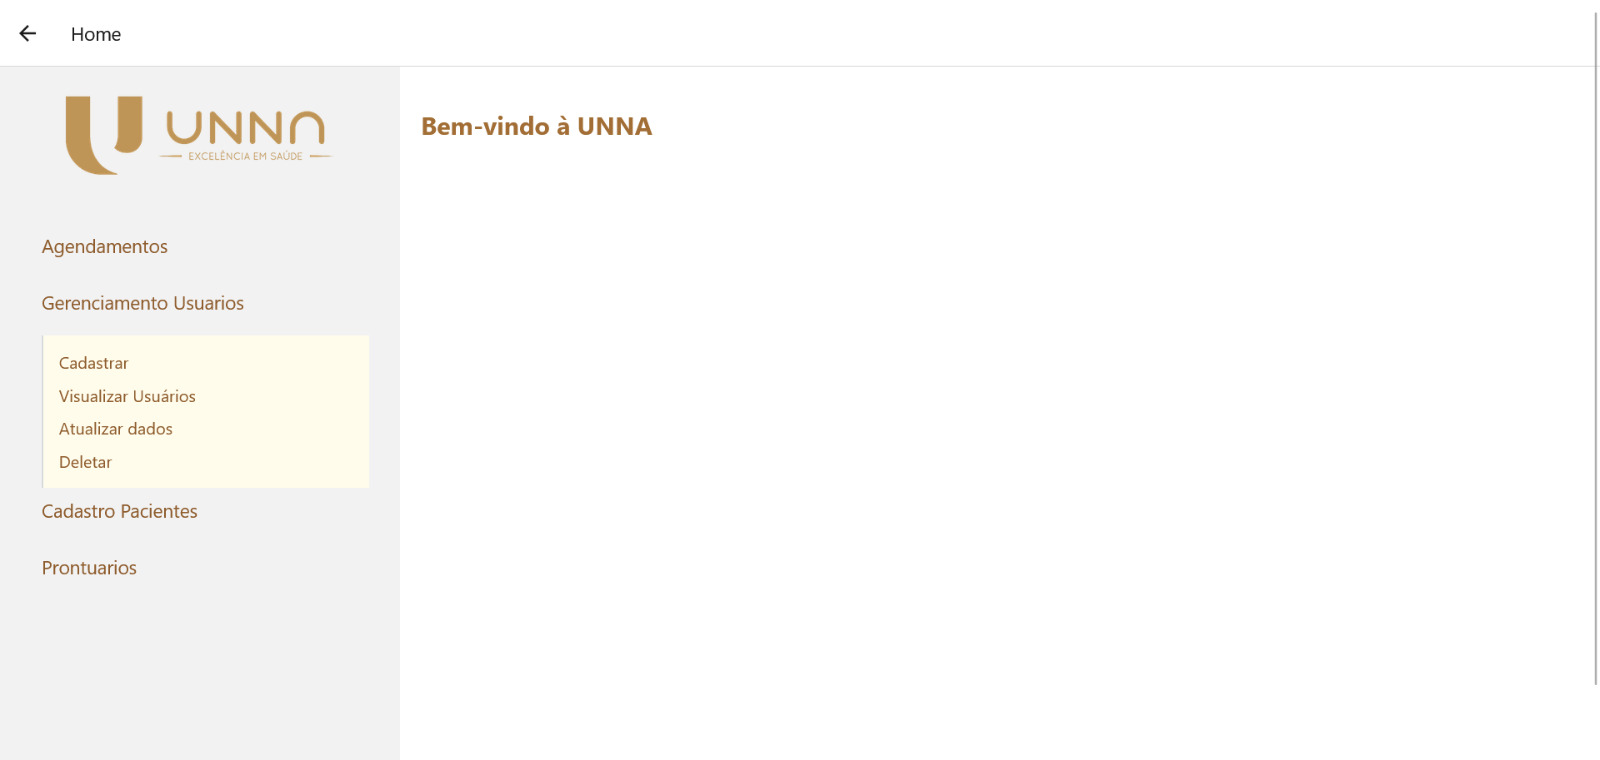 Home
UNNA
EXCELÊNCIA EM SAÚDE
Bem-vindo à UNNA
Agendamentos
Gerenciamento Usuarios
Cadastrar
Visualizar Usuários
Atualizar dados
Deletar
Cadastro Pacientes
Prontuarios